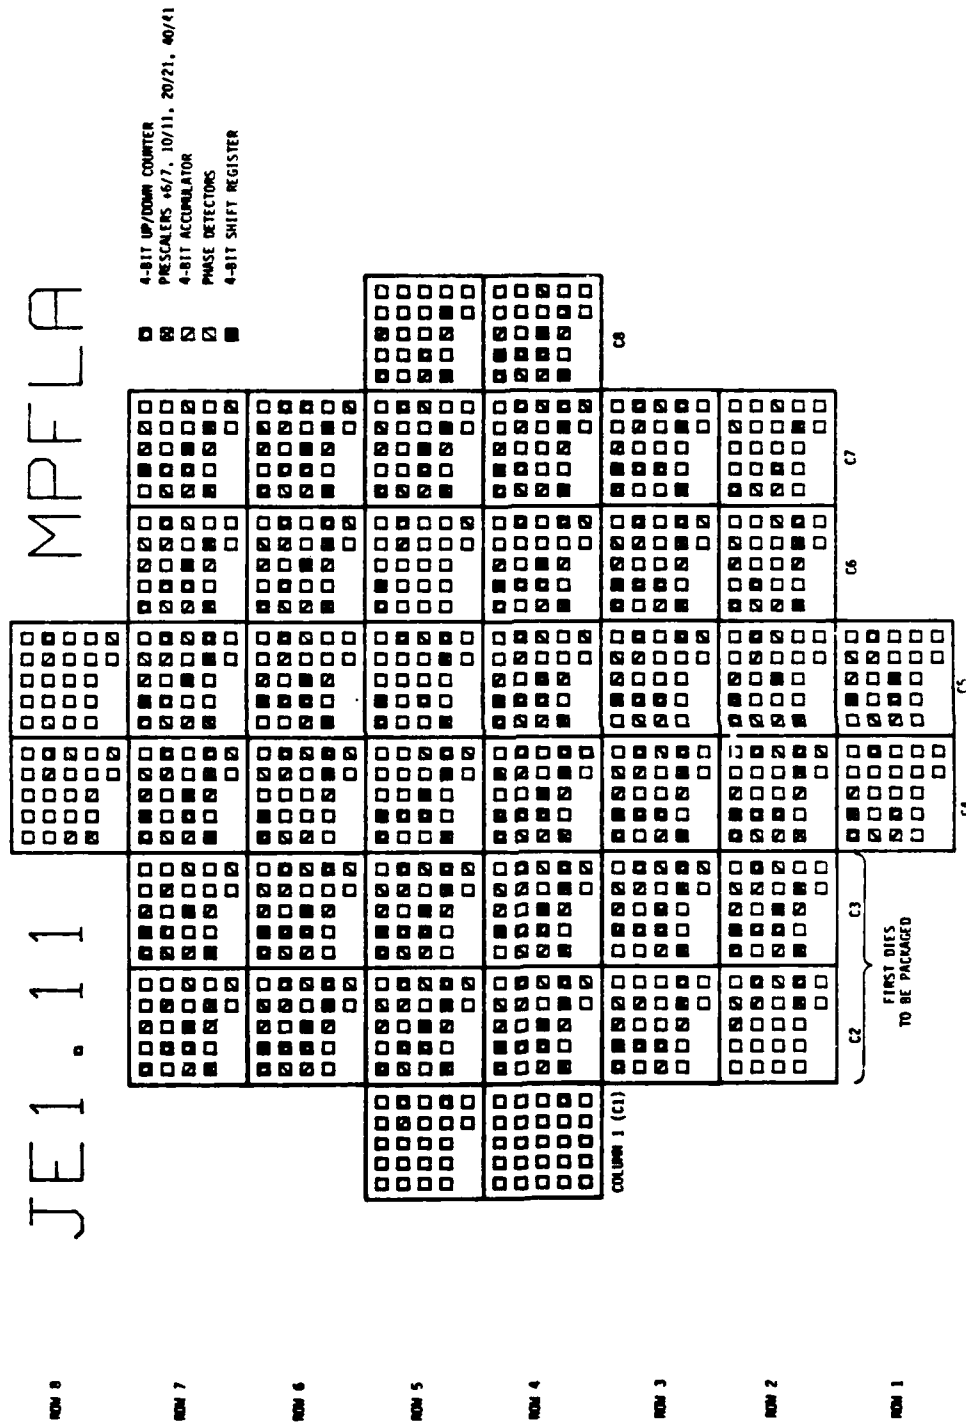 JE1.11 MPFLA
4-BIT UP/DOWN COUNTER
PRESCALERS ÷6/7, 10/11, 20/21, 40/41
4-BIT ACCUMULATOR
PHASE DETECTORS
4-BIT SHIFT REGISTER
ROW 8
ROW 7
ROW 6
ROW 5
ROW 4
ROW 3
ROW 2
ROW 1
COLUMN 1 (C1)
C2
C3
C4
C5
C6
C7
C8
FIRST DIES
TO BE PACKAGED